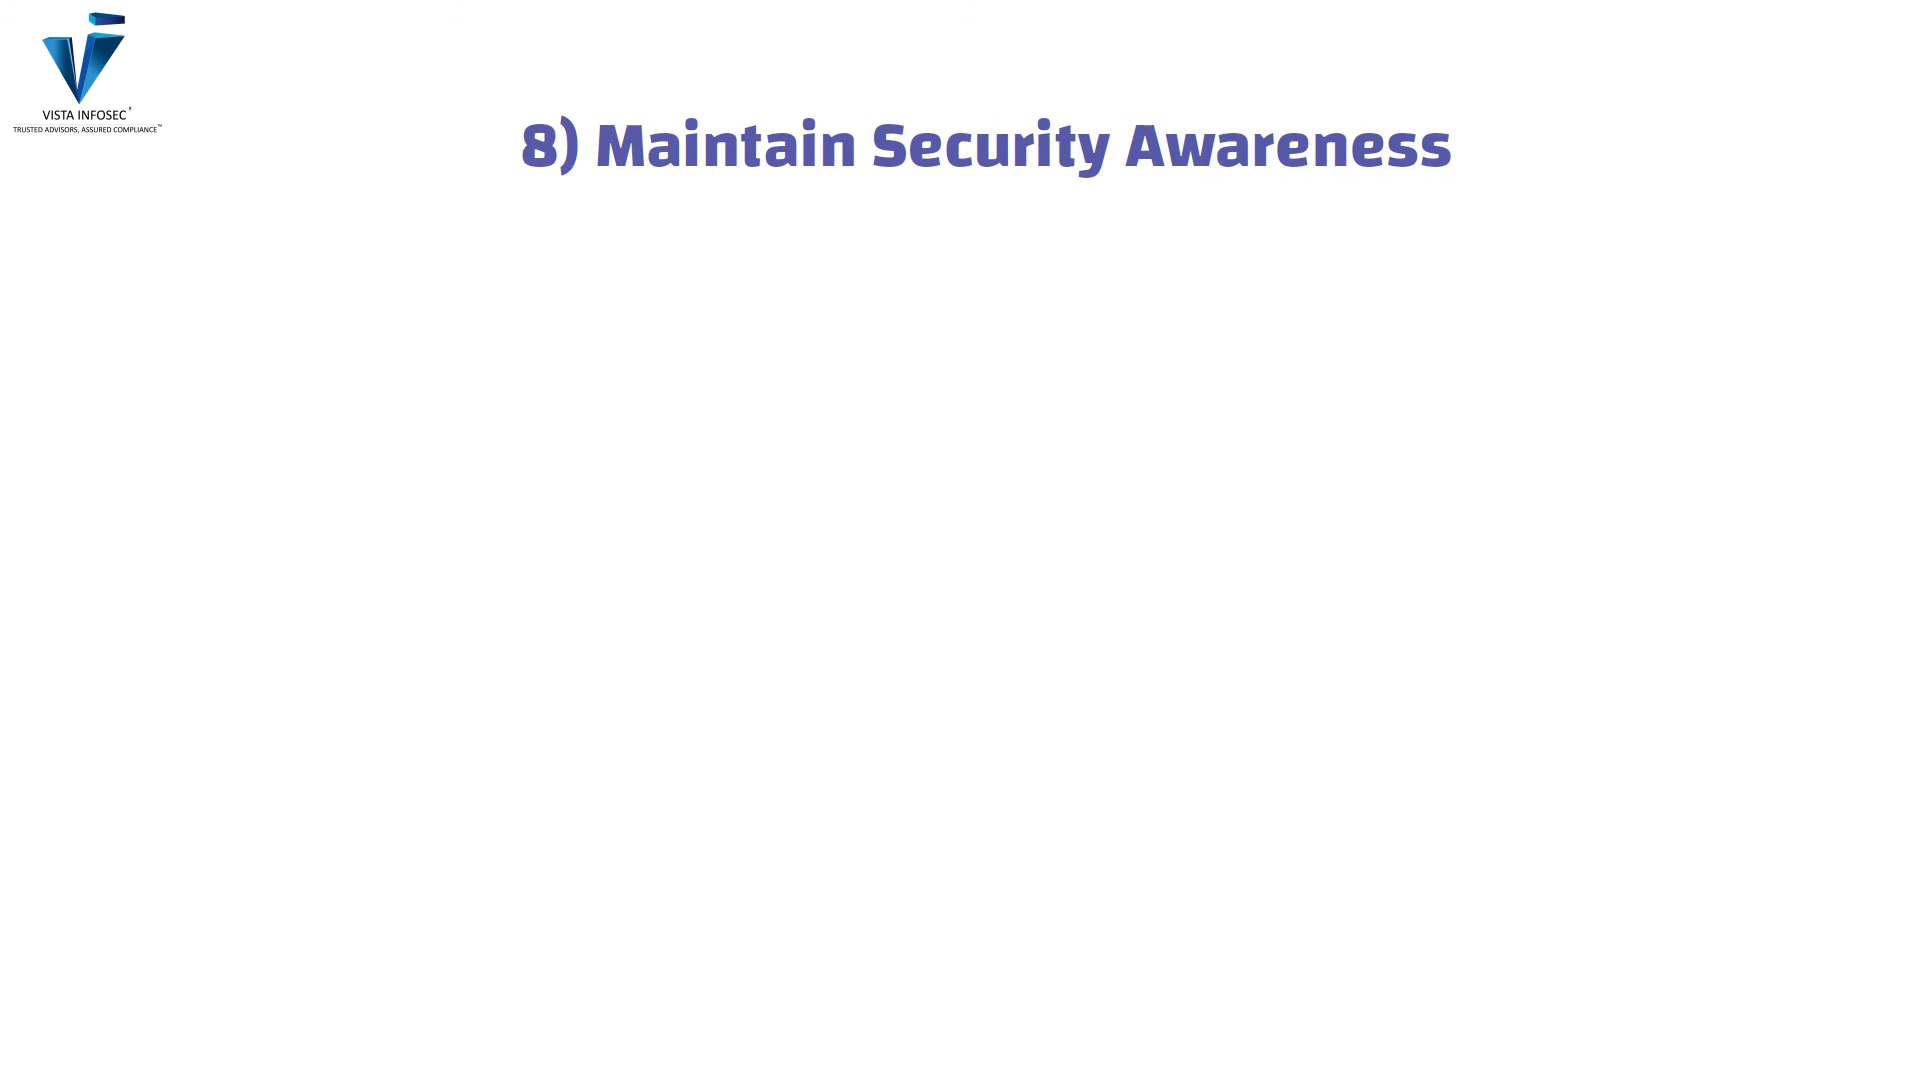 VISTA INFOSEC®
TRUSTED ADVISORS, ASSURED COMPLIANCE™
8) Maintain Security Awareness